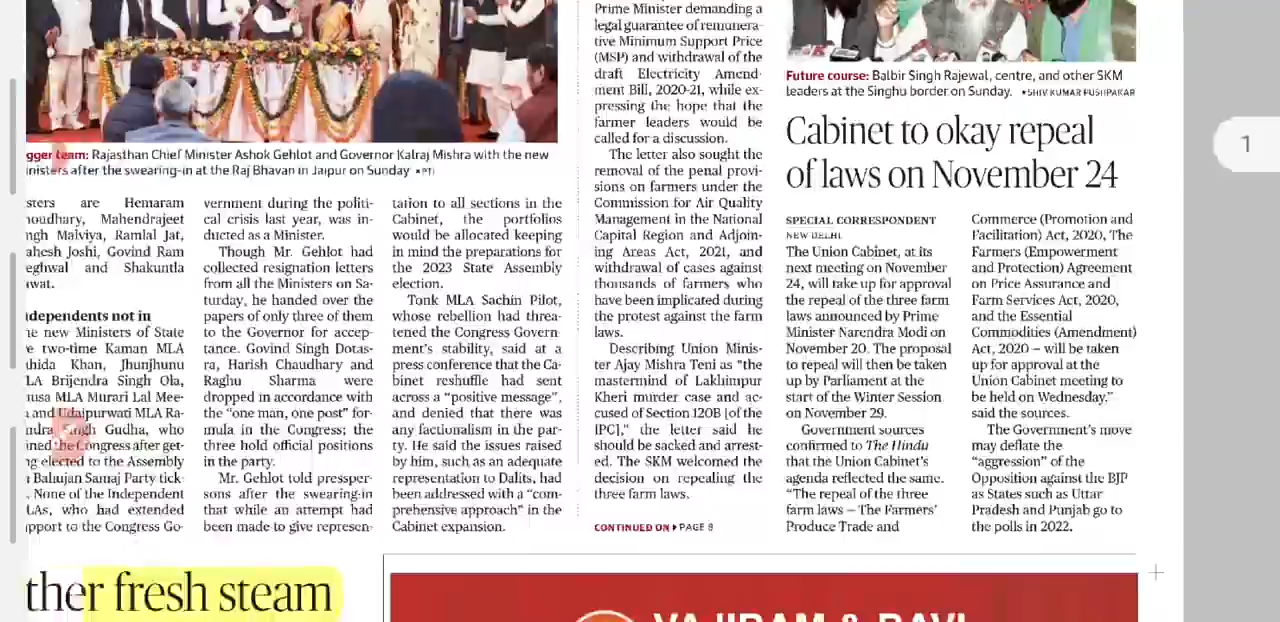 gger team: Rajasthan Chief Minister Ashok Gehlot and Governor Kalraj Mishra with the new
nisters after the swearing-in at the Raj Bhavan in Jaipur on Sunday •PTI
sters are Hemaram
houdhary, Mahendrajeet
ngh Malviya, Ramlal Jat,
ahesh Joshi, Govind Ram
eghwal and Shakuntla
awat.
dependents not in
he new Ministers of State
e two-time Kaman MLA
hida Khan, Jhunjhunu
LA Brijendra Singh Ola,
usa MLA Murari Lal Mee-
a and Udaipurwati MLA Ra-
ndra Singh Gudha, who
ined the Congress after get-
ng elected to the Assembly
n Bahujan Samaj Party tick-
. None of the Independent
LAs, who had extended
pport to the Congress Go-
vernment during the politi-
cal crisis last year, was in-
ducted as a Minister.
Though Mr. Gehlot had
collected resignation letters
from all the Ministers on Sa-
turday, he handed over the
papers of only three of them
to the Governor for accep-
tance. Govind Singh Dotas-
ra, Harish Chaudhary and
Raghu Sharma were
dropped in accordance with
the “one man, one post” for-
mula in the Congress; the
three hold official positions
in the party.
Mr. Gehlot told pressper-
sons after the swearing-in
that while an attempt had
been made to give represen-
tation to all sections in the
Cabinet, the portfolios
would be allocated keeping
in mind the preparations for
the 2023 State Assembly
election.
Tonk MLA Sachin Pilot,
whose rebellion had threa-
tened the Congress Govern-
ment’s stability, said at a
press conference that the Ca-
binet reshuffle had sent
across a “positive message”,
and denied that there was
any factionalism in the par-
ty. He said the issues raised
by him, such as an adequate
representation to Dalits, had
been addressed with a “com-
prehensive approach” in the
Cabinet expansion.
Prime Minister demanding a
legal guarantee of remunera-
tive Minimum Support Price
(MSP) and withdrawal of the
draft Electricity Amend-
ment Bill, 2020-21, while ex-
pressing the hope that the
farmer leaders would be
called for a discussion.
The letter also sought the
removal of the penal provi-
sions on farmers under the
Commission for Air Quality
Management in the National
Capital Region and Adjoin-
ing Areas Act, 2021, and
withdrawal of cases against
thousands of farmers who
have been implicated during
the protest against the farm
laws.
Describing Union Minis-
ter Ajay Mishra Teni as “the
mastermind of Lakhimpur
Kheri murder case and ac-
cused of Section 120B [of the
IPC],” the letter said he
should be sacked and arrest-
ed. The SKM welcomed the
decision on repealing the
three farm laws.
CONTINUED ON ▸ PAGE 8
Future course: Balbir Singh Rajewal, centre, and other SKM
leaders at the Singhu border on Sunday. •SHIV KUMAR PUSHPAKAR
Cabinet to okay repeal
of laws on November 24
SPECIAL CORRESPONDENT
NEW DELHI
The Union Cabinet, at its
next meeting on November
24, will take up for approval
the repeal of the three farm
laws announced by Prime
Minister Narendra Modi on
November 20. The proposal
to repeal will then be taken
up by Parliament at the
start of the Winter Session
on November 29.
Government sources
confirmed to The Hindu
that the Union Cabinet’s
agenda reflected the same.
“The repeal of the three
farm laws – The Farmers’
Produce Trade and
Commerce (Promotion and
Facilitation) Act, 2020, The
Farmers (Empowerment
and Protection) Agreement
on Price Assurance and
Farm Services Act, 2020,
and the Essential
Commodities (Amendment)
Act, 2020 – will be taken
up for approval at the
Union Cabinet meeting to
be held on Wednesday,”
said the sources.
The Government’s move
may deflate the
“aggression” of the
Opposition against the BJP
as States such as Uttar
Pradesh and Punjab go to
the polls in 2022.
1
ther fresh steam
VAJIRAM & RAVI